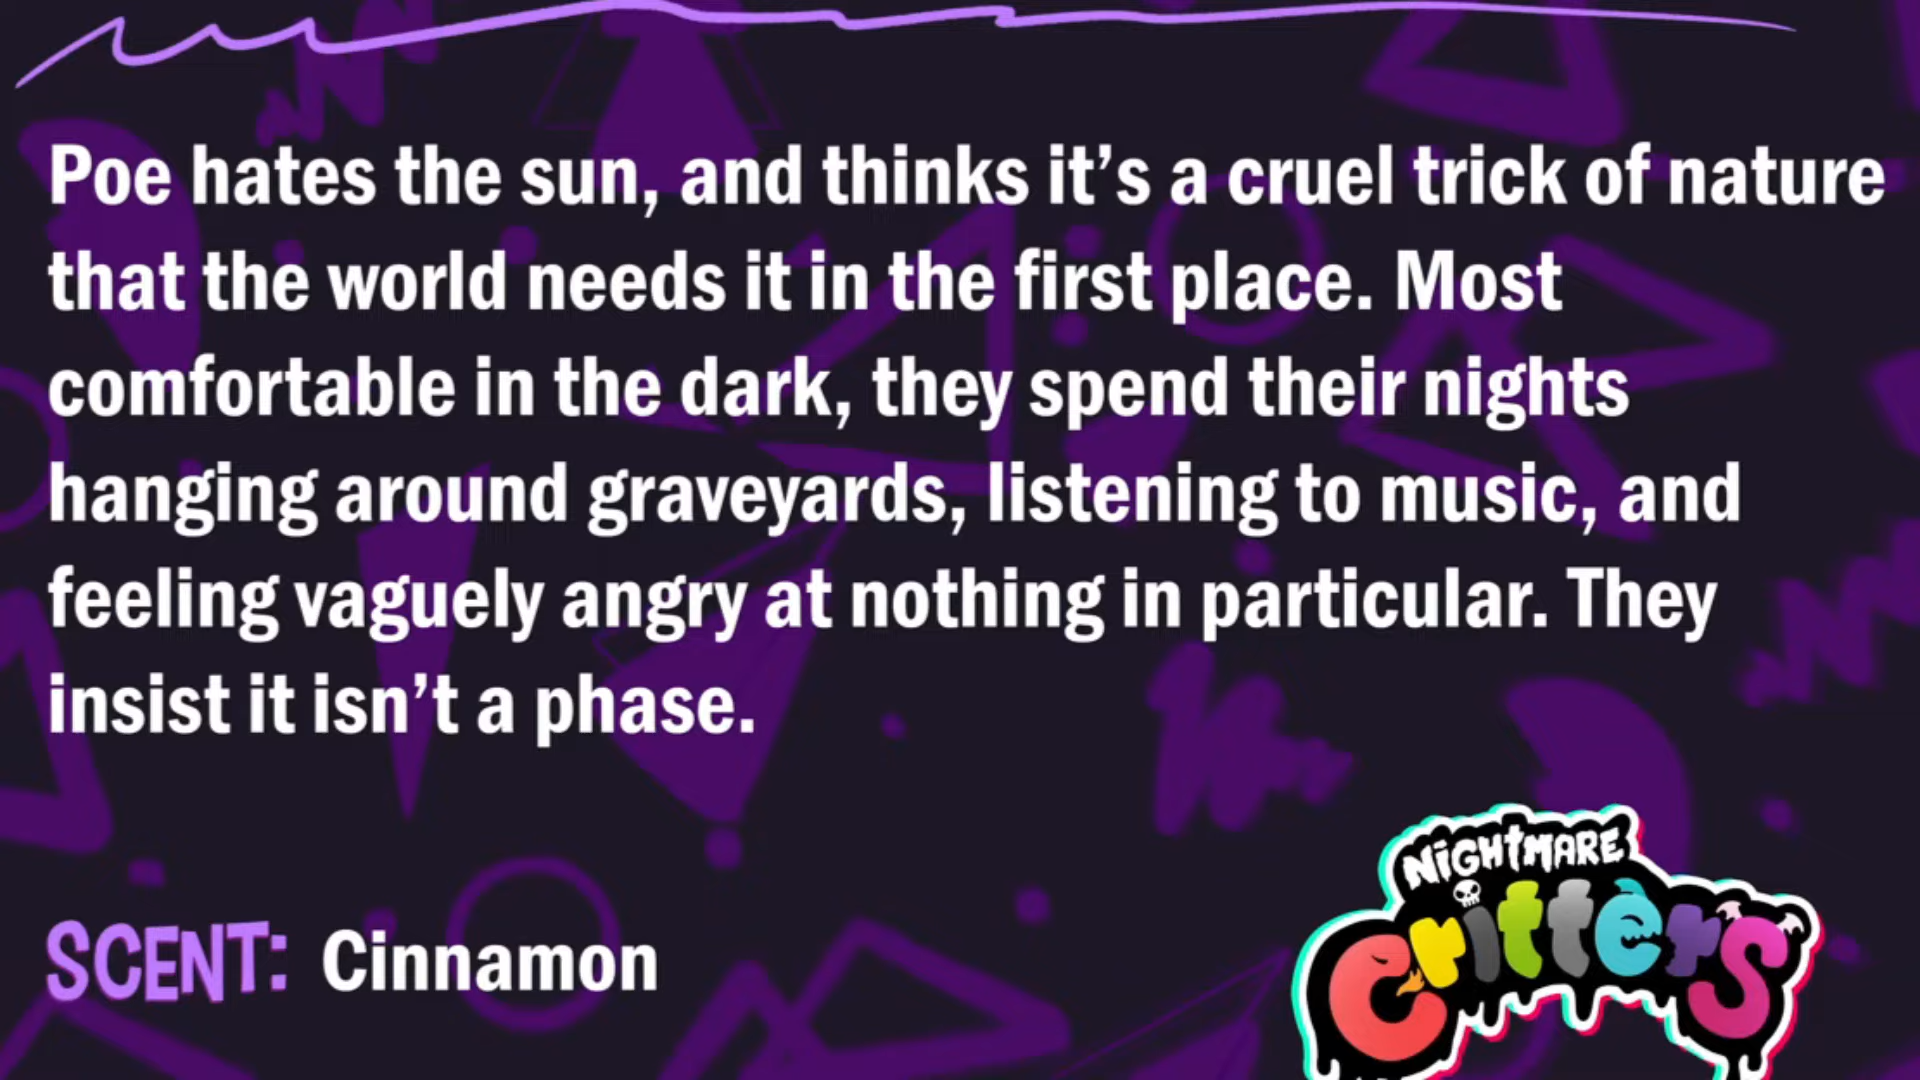 Poe hates the sun, and thinks it’s a cruel trick of nature
that the world needs it in the first place. Most
comfortable in the dark, they spend their nights
hanging around graveyards, listening to music, and
feeling vaguely angry at nothing in particular. They
insist it isn’t a phase.
SCENT: Cinnamon
NiGHtMARE
Critters